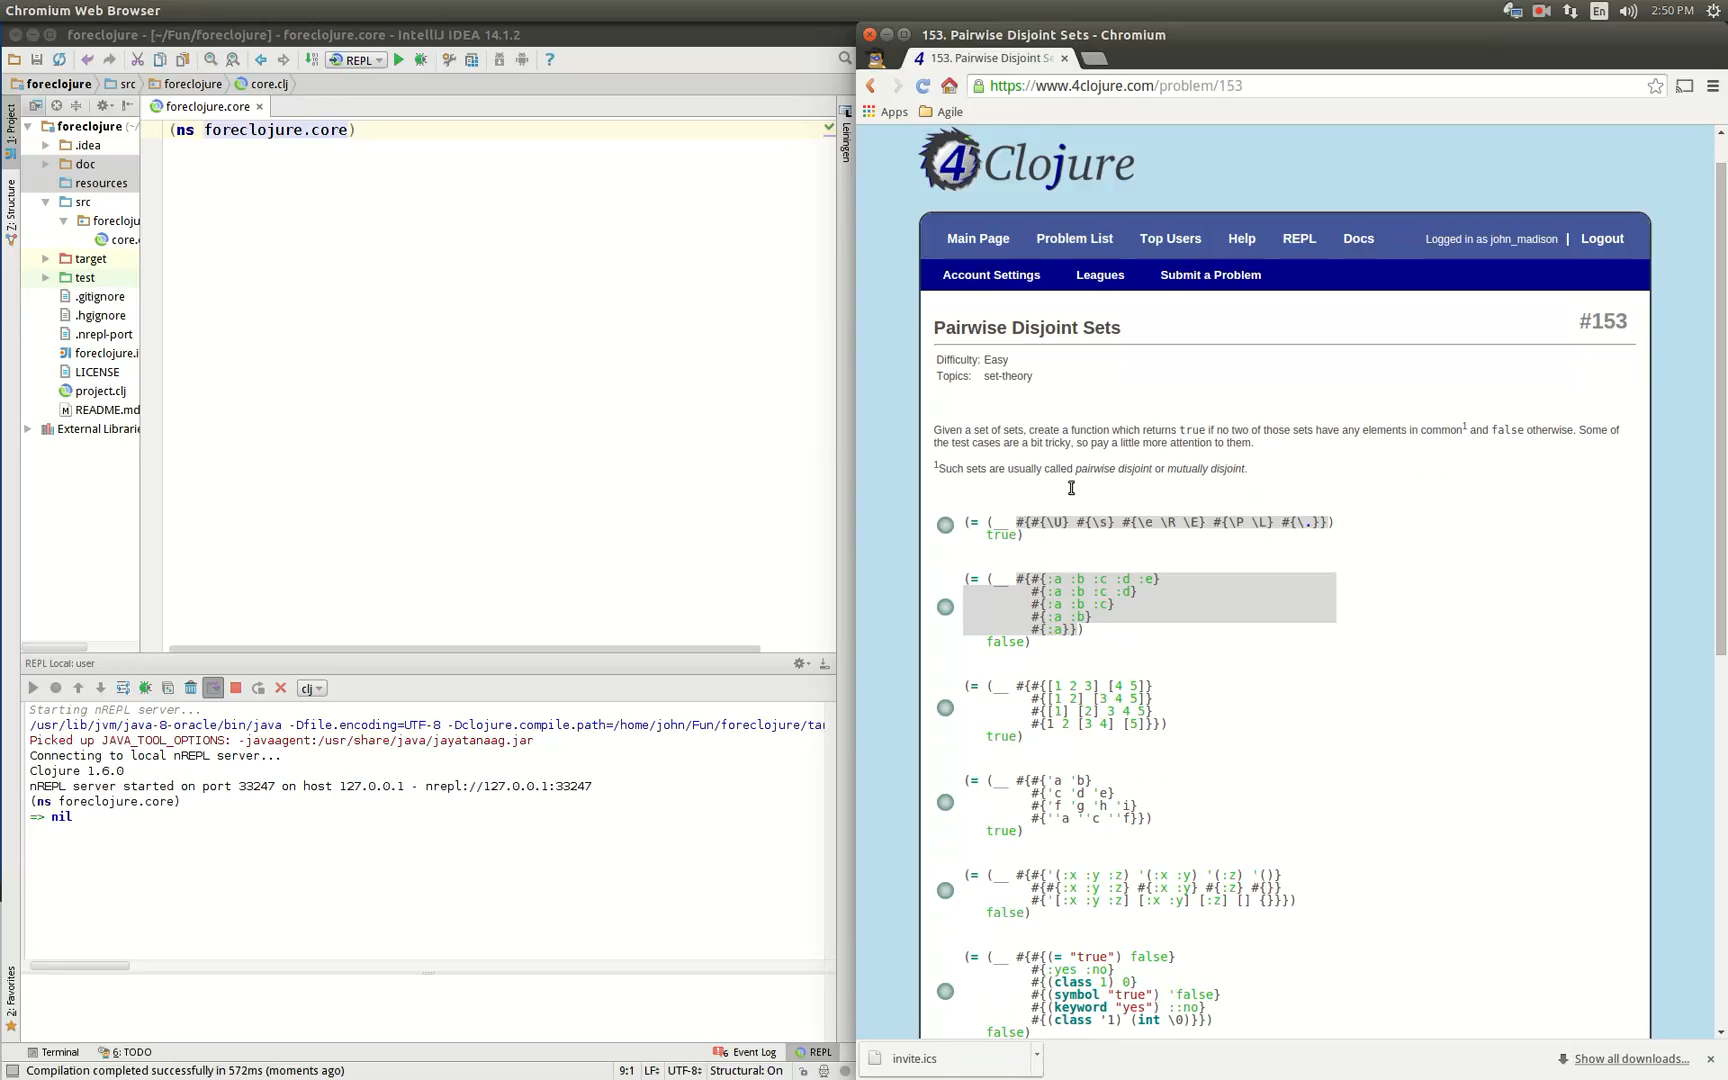 Chromium Web Browser
En
2:50 PM
foreclojure - [~/Fun/foreclojure] - foreclojure.core - IntelliJ IDEA 14.1.2
REPL
foreclojure
src
foreclojure
core.clj
foreclojure.core
1: Project
Z: Structure
2: Favorites
Leiningen
foreclojure (~/
.idea
doc
resources
src
forecloju
core.
target
test
.gitignore
.hgignore
.nrepl-port
foreclojure.i
LICENSE
project.clj
README.md
External Librarie
(ns foreclojure.core)
REPL Local: user
clj
Starting nREPL server...
/usr/lib/jvm/java-8-oracle/bin/java -Dfile.encoding=UTF-8 -Dclojure.compile.path=/home/john/Fun/foreclojure/tar
Picked up JAVA_TOOL_OPTIONS: -javaagent:/usr/share/java/jayatanaag.jar
Connecting to local nREPL server...
Clojure 1.6.0
nREPL server started on port 33247 on host 127.0.0.1 - nrepl://127.0.0.1:33247
(ns foreclojure.core)
=> nil
Terminal
6: TODO
Event Log
REPL
Compilation completed successfully in 572ms (moments ago)
9:1
LF
UTF-8
Structural: On
153. Pairwise Disjoint Sets - Chromium
4 153. Pairwise Disjoint Se
https://www.4clojure.com/problem/153
Apps
Agile
4Clojure
Main Page
Problem List
Top Users
Help
REPL
Docs
Logged in as john_madison | Logout
Account Settings
Leagues
Submit a Problem
Pairwise Disjoint Sets
#153
Difficulty: Easy
Topics: set-theory
Given a set of sets, create a function which returns true if no two of those sets have any elements in common1 and false otherwise. Some of
the test cases are a bit tricky, so pay a little more attention to them.
1Such sets are usually called pairwise disjoint or mutually disjoint.
(= (__ #{#{\U} #{\s} #{\e \R \E} #{\P \L} #{\.}})
true)
(= (__ #{#{:a :b :c :d :e}
#{:a :b :c :d}
#{:a :b :c}
#{:a :b}
#{:a}})
false)
(= (__ #{#{[1 2 3] [4 5]}
#{[1 2] [3 4 5]}
#{[1] [2] 3 4 5}
#{1 2 [3 4] [5]}})
true)
(= (__ #{#{'a 'b}
#{'c 'd 'e}
#{'f 'g 'h 'i}
#{''a ''c ''f}})
true)
(= (__ #{#{'(:x :y :z) '(:x :y) '(:z) '()}
#{#{:x :y :z} #{:x :y} #{:z} #{}}
#{'[:x :y :z] [:x :y] [:z] [] {}}})
false)
(= (__ #{#{(= "true") false}
#{:yes :no}
#{(class 1) 0}
#{(symbol "true") 'false}
#{(keyword "yes") ::no}
#{(class '1) (int \0)}})
false)
invite.ics
Show all downloads...